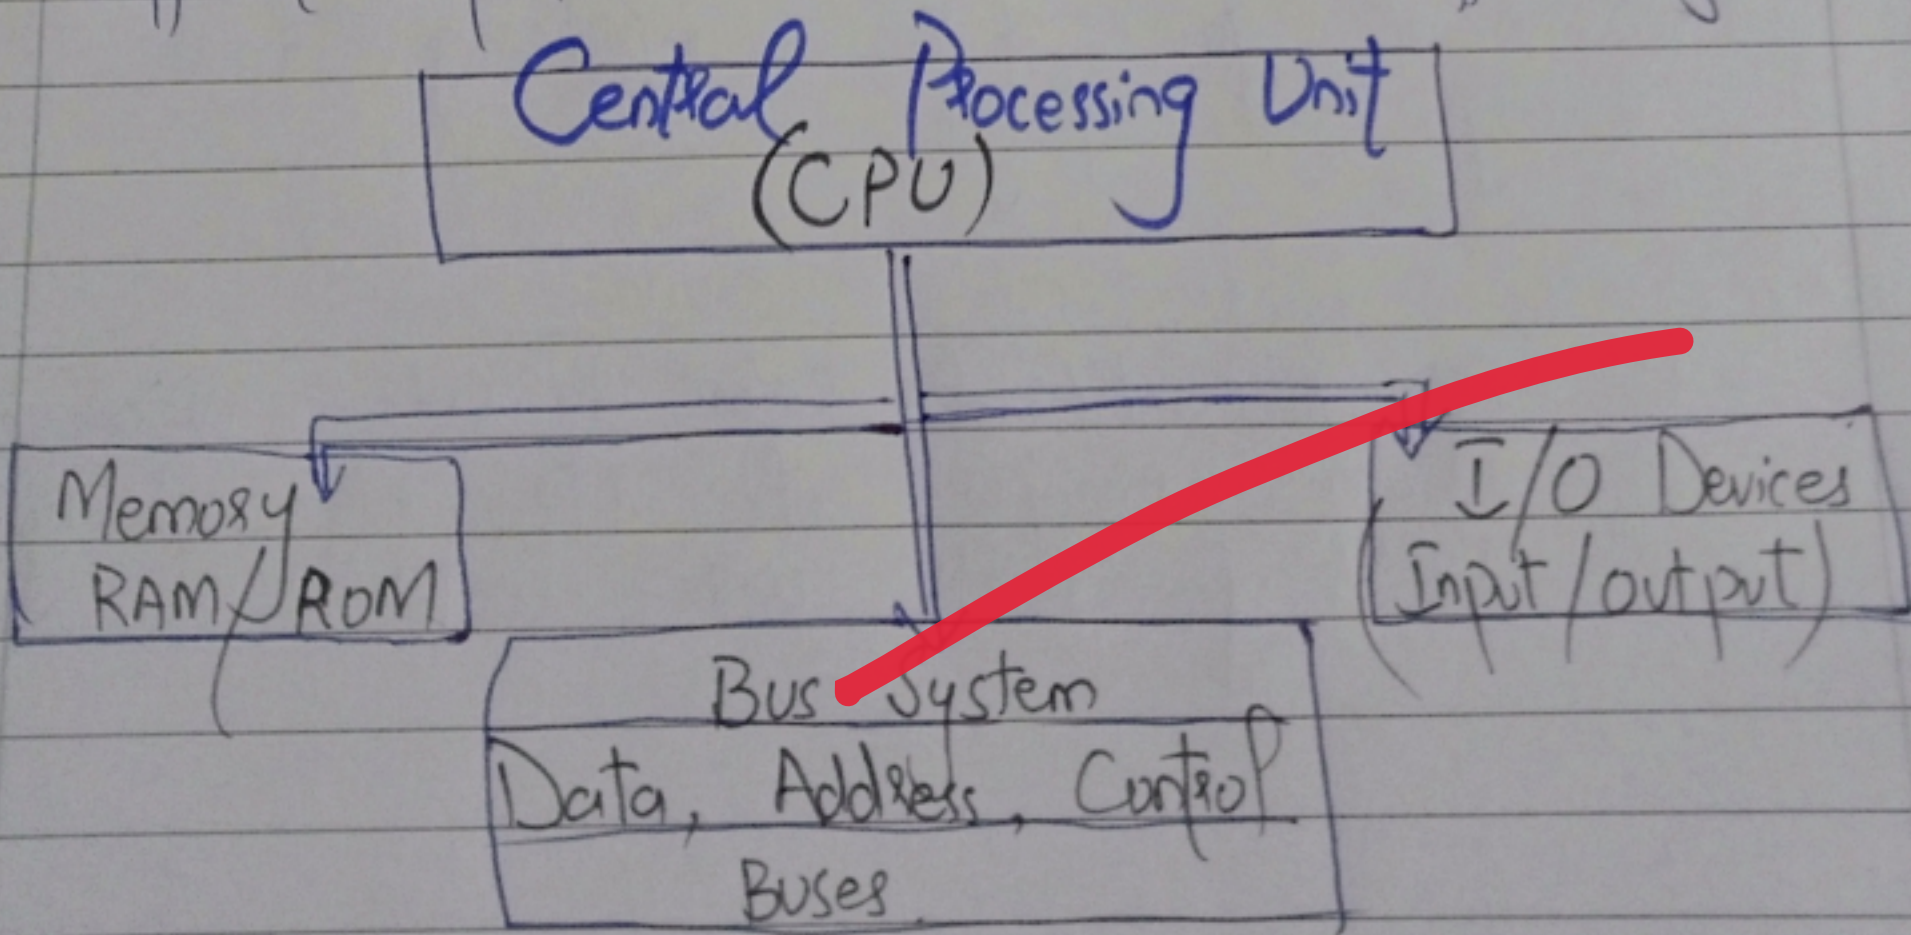 Central Processing Unit
(CPU)
Memory
RAM/ROM
I/O Devices
(Input/output)
Bus System
Data, Address, Control
Buses